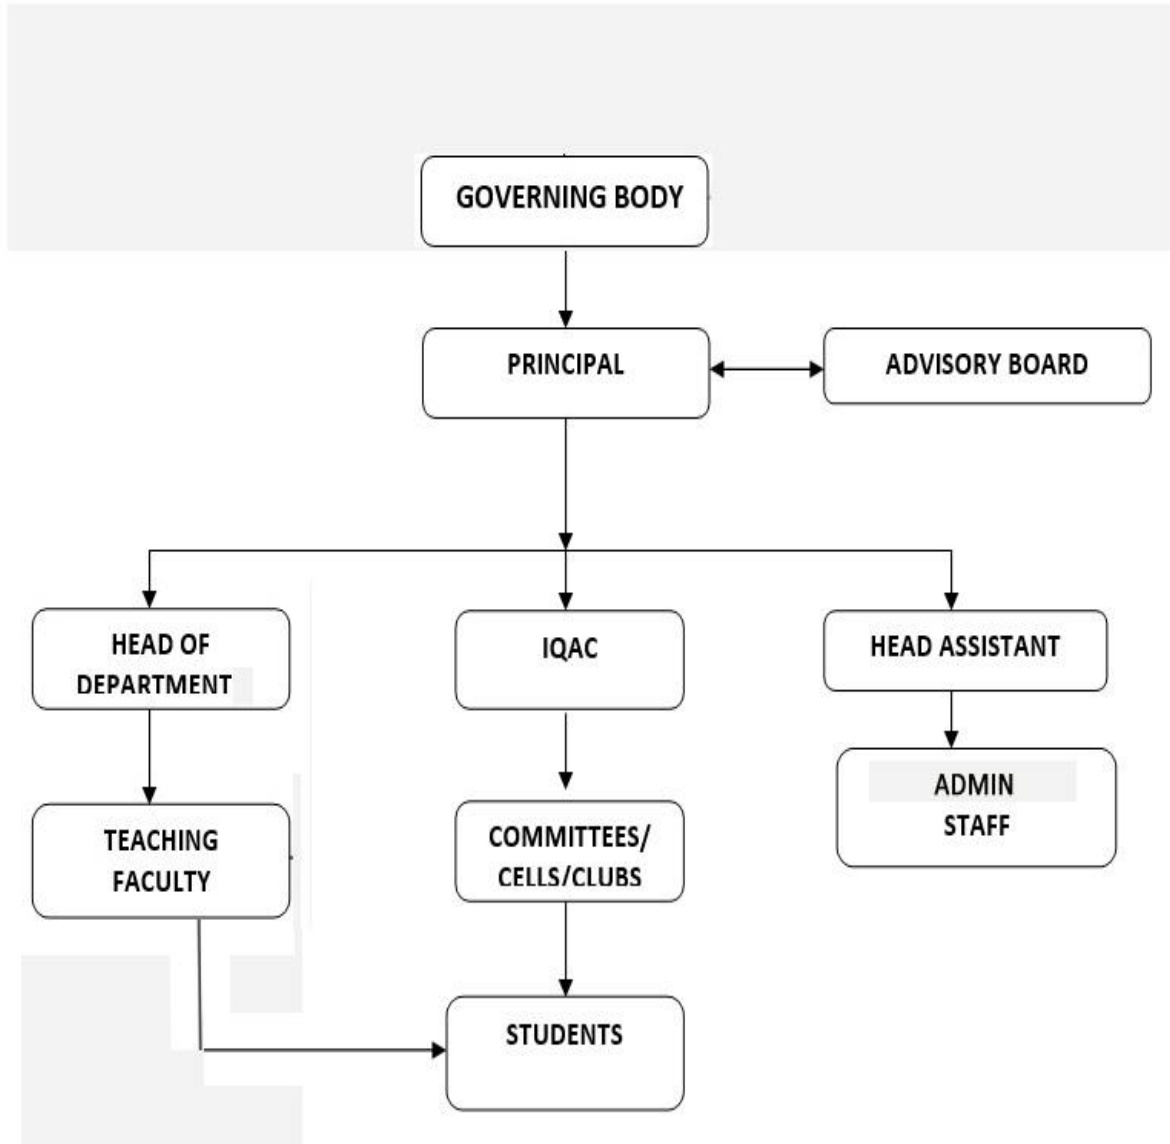 GOVERNING BODY
PRINCIPAL
ADVISORY BOARD
HEAD OF
DEPARTMENT
IQAC
HEAD ASSISTANT
TEACHING
FACULTY
COMMITTEES/
CELLS/CLUBS
ADMIN
STAFF
STUDENTS